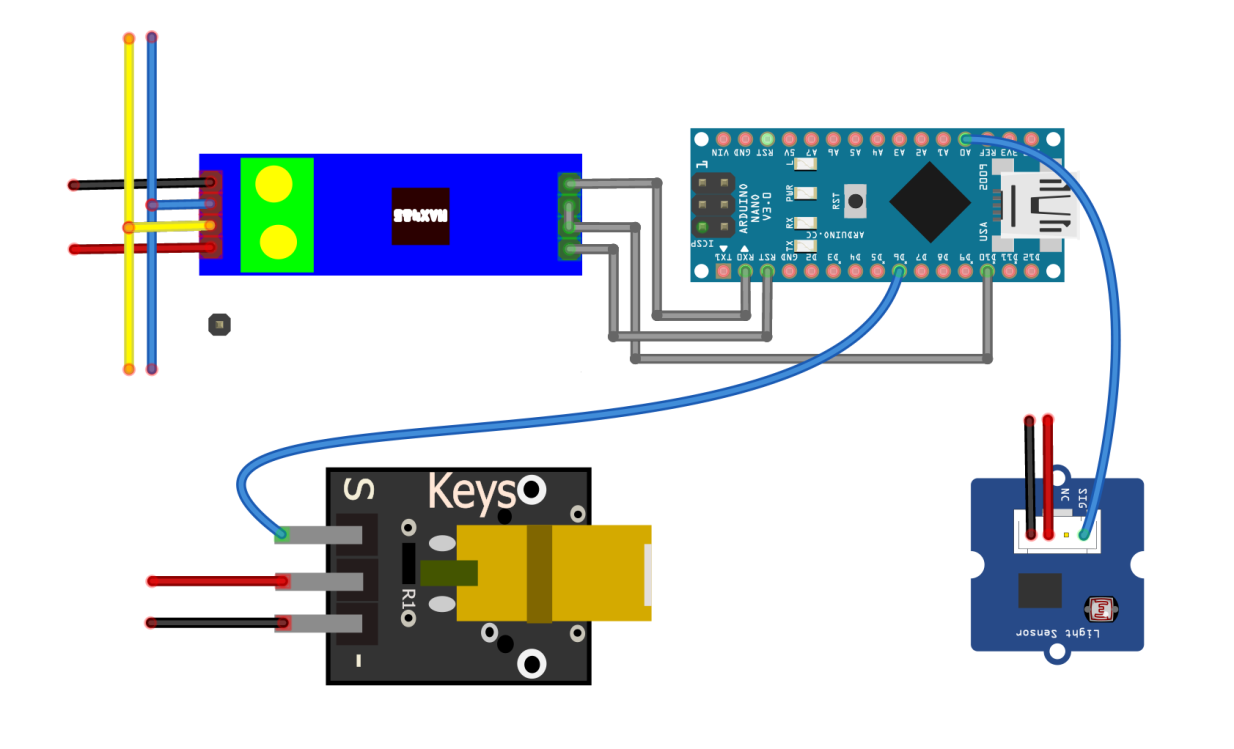 MAX485
VIN GND RST 5V A7 A6 A5 A4 A3 A2 A1 A0 REF 3V3
1
L
PWR
RX
TX
RST
ARDUINO
NANO
V3.0
ARDUINO.CC
ICSP
2009
USA
TX1 RX0 RST GND D2 D3 D4 D5 D6 D7 D8 D9 D10 D11 D12
S
Keys
R1
-
SIG
NC
Light Sensor